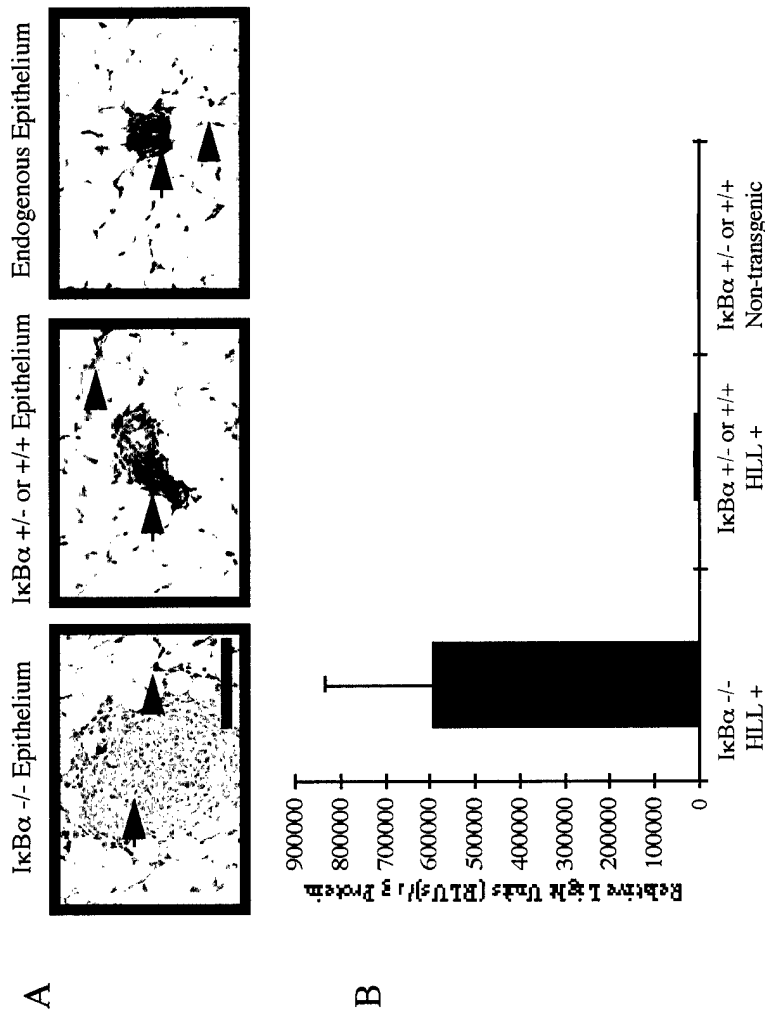 A
IκBα -/- Epithelium
IκBα +/- or +/+ Epithelium
Endogenous Epithelium
B
Relative Light Units (RLUs)/ g Protein
900000
800000
700000
600000
500000
400000
300000
200000
100000
0
IκBα -/-
HLL +
IκBα +/- or +/+
HLL +
IκBα +/- or +/+
Non-transgenic